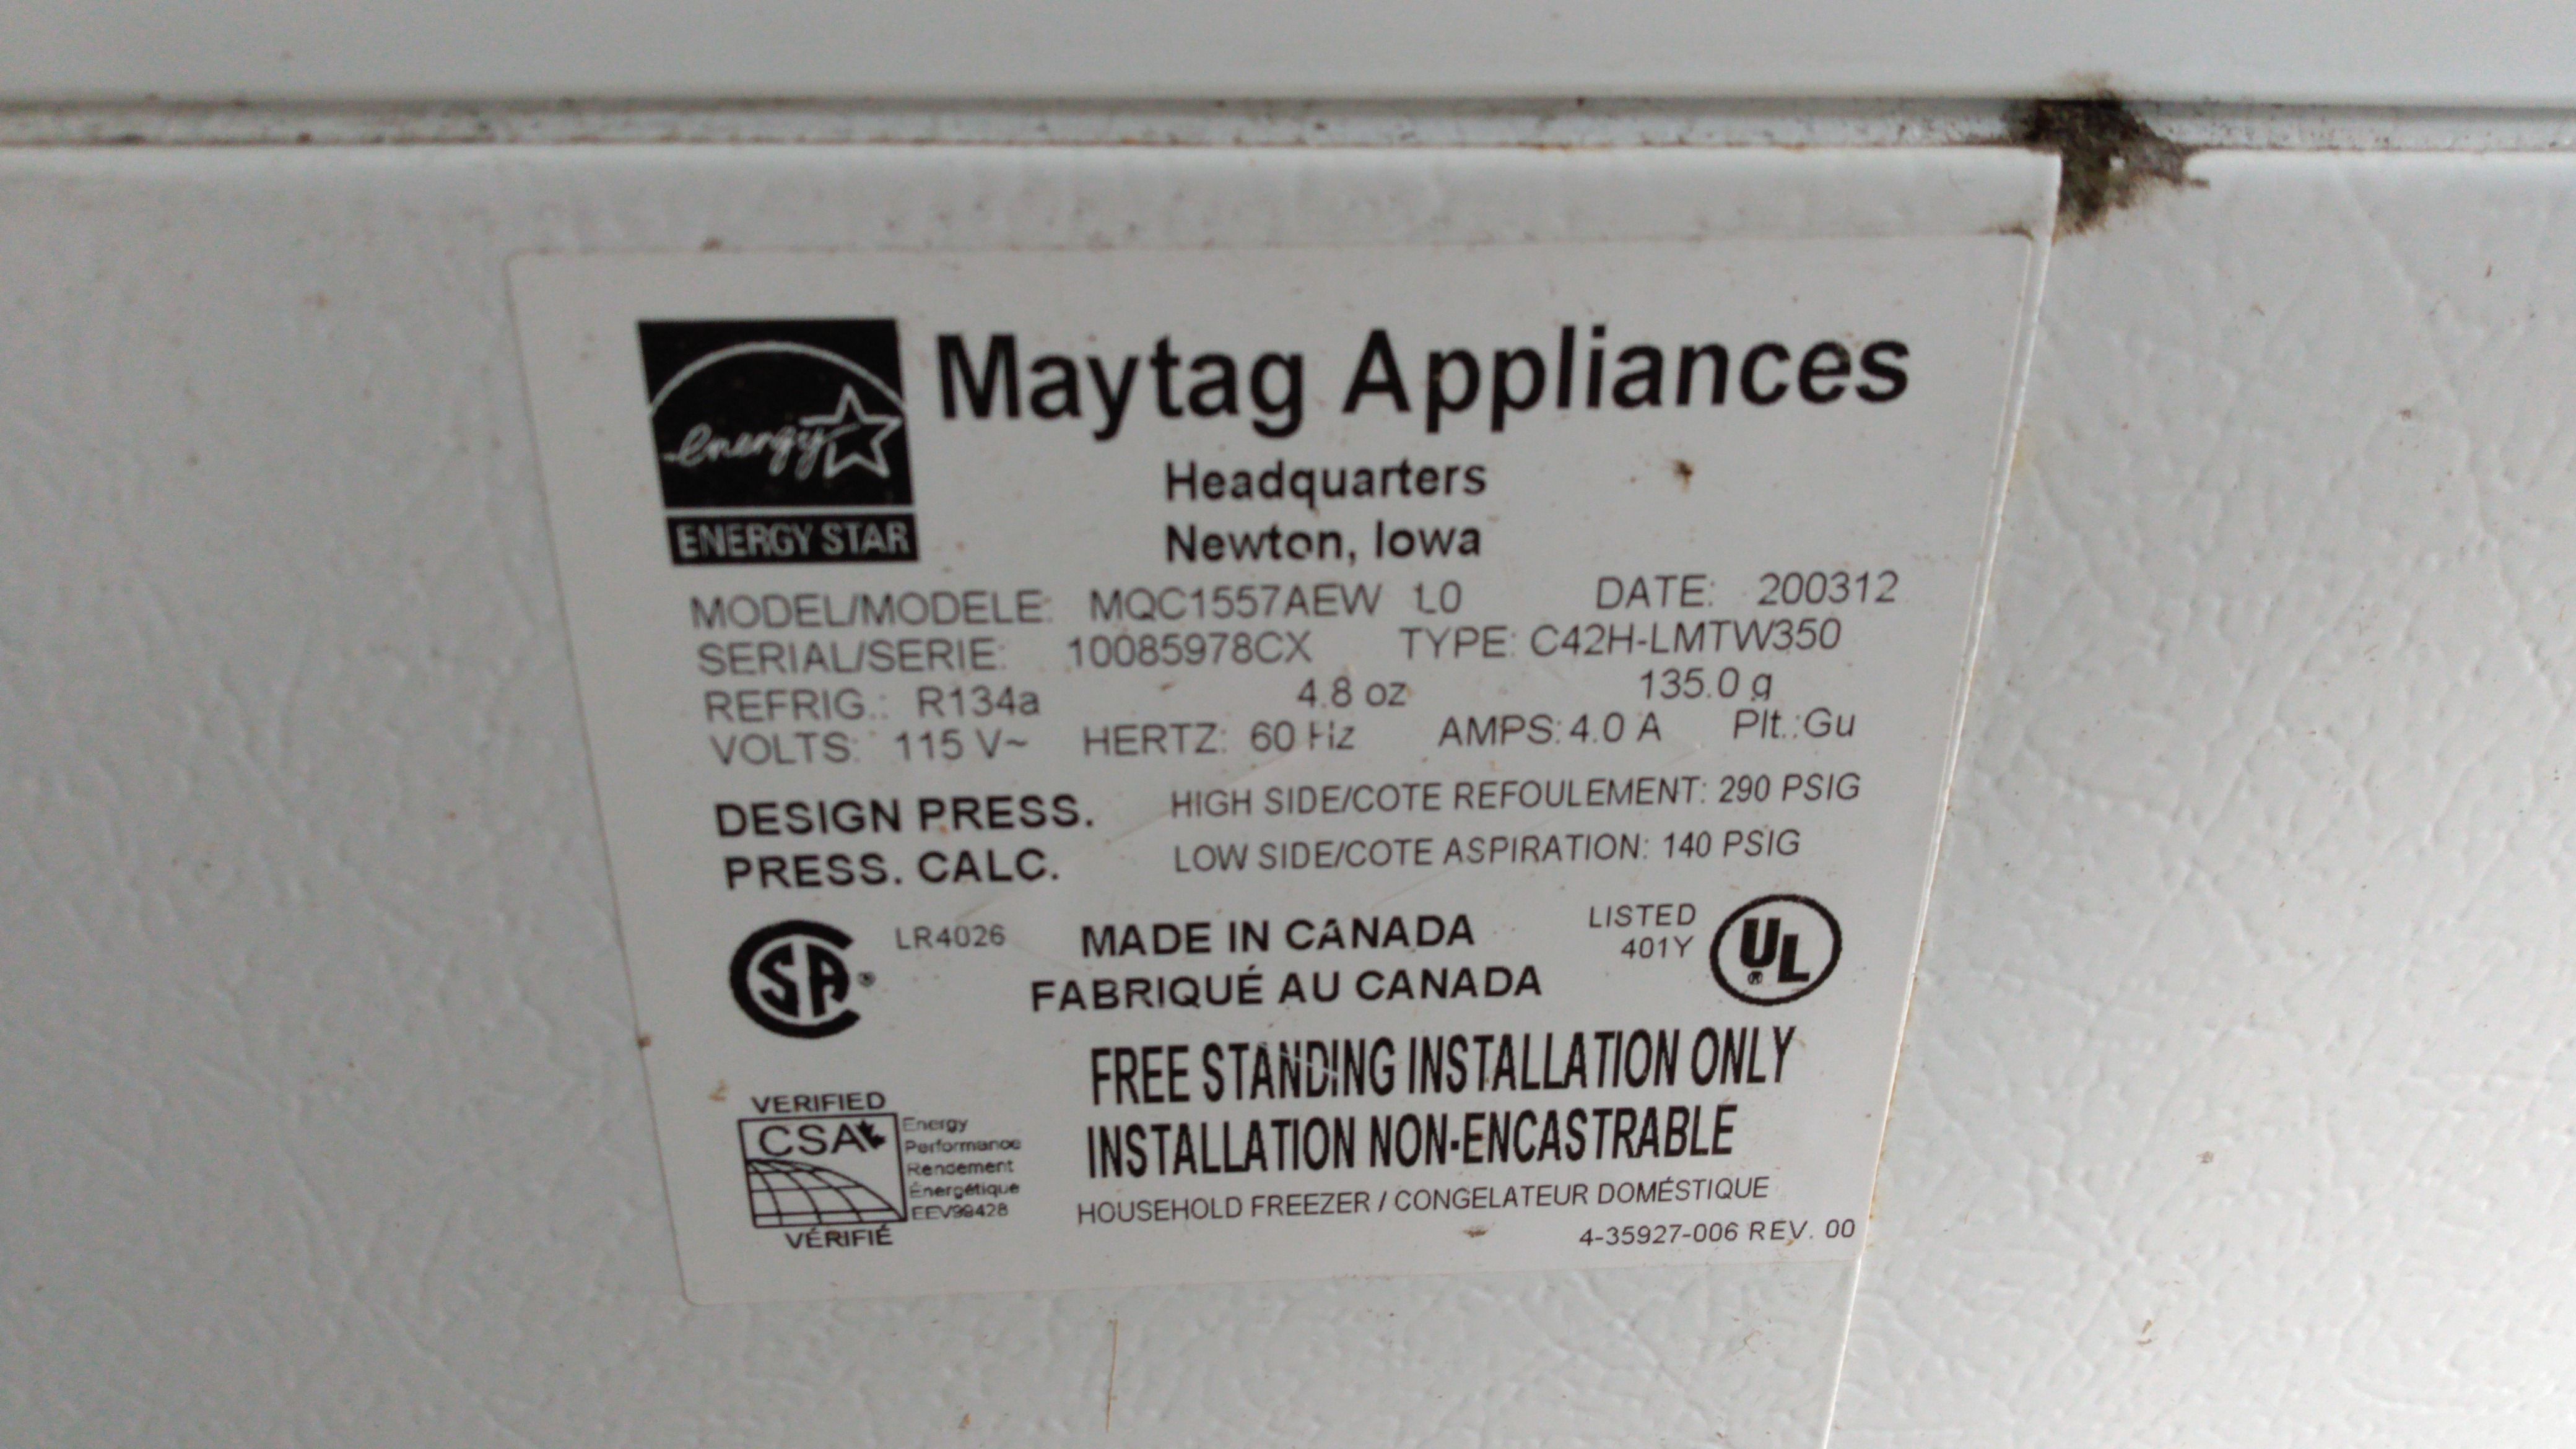 Maytag Appliances
energy
ENERGY STAR
Headquarters
Newton, Iowa
MODEL/MODELE: MQC1557AEW 10 DATE: 200312
SERIAL/SERIE: 10085978CX TYPE: C42H-LMTW350
REFRIG.: R134a 4.8 oz 135.0 g
VOLTS: 115 V~ HERTZ: 60 Hz AMPS: 4.0 A Plt.:Gu
DESIGN PRESS. HIGH SIDE/COTE REFOULEMENT: 290 PSIG
PRESS. CALC. LOW SIDE/COTE ASPIRATION: 140 PSIG
SA® LR4026 MADE IN CANADA LISTED UL®
FABRIQUÉ AU CANADA 401Y
FREE STANDING INSTALLATION ONLY
INSTALLATION NON-ENCASTRABLE
HOUSEHOLD FREEZER / CONGELATEUR DOMÉSTIQUE
4-35927-006 REV. 00
VERIFIED
CSA
Energy
Performance
Rendement
Énergétique
EEV99428
VÉRIFIÉ